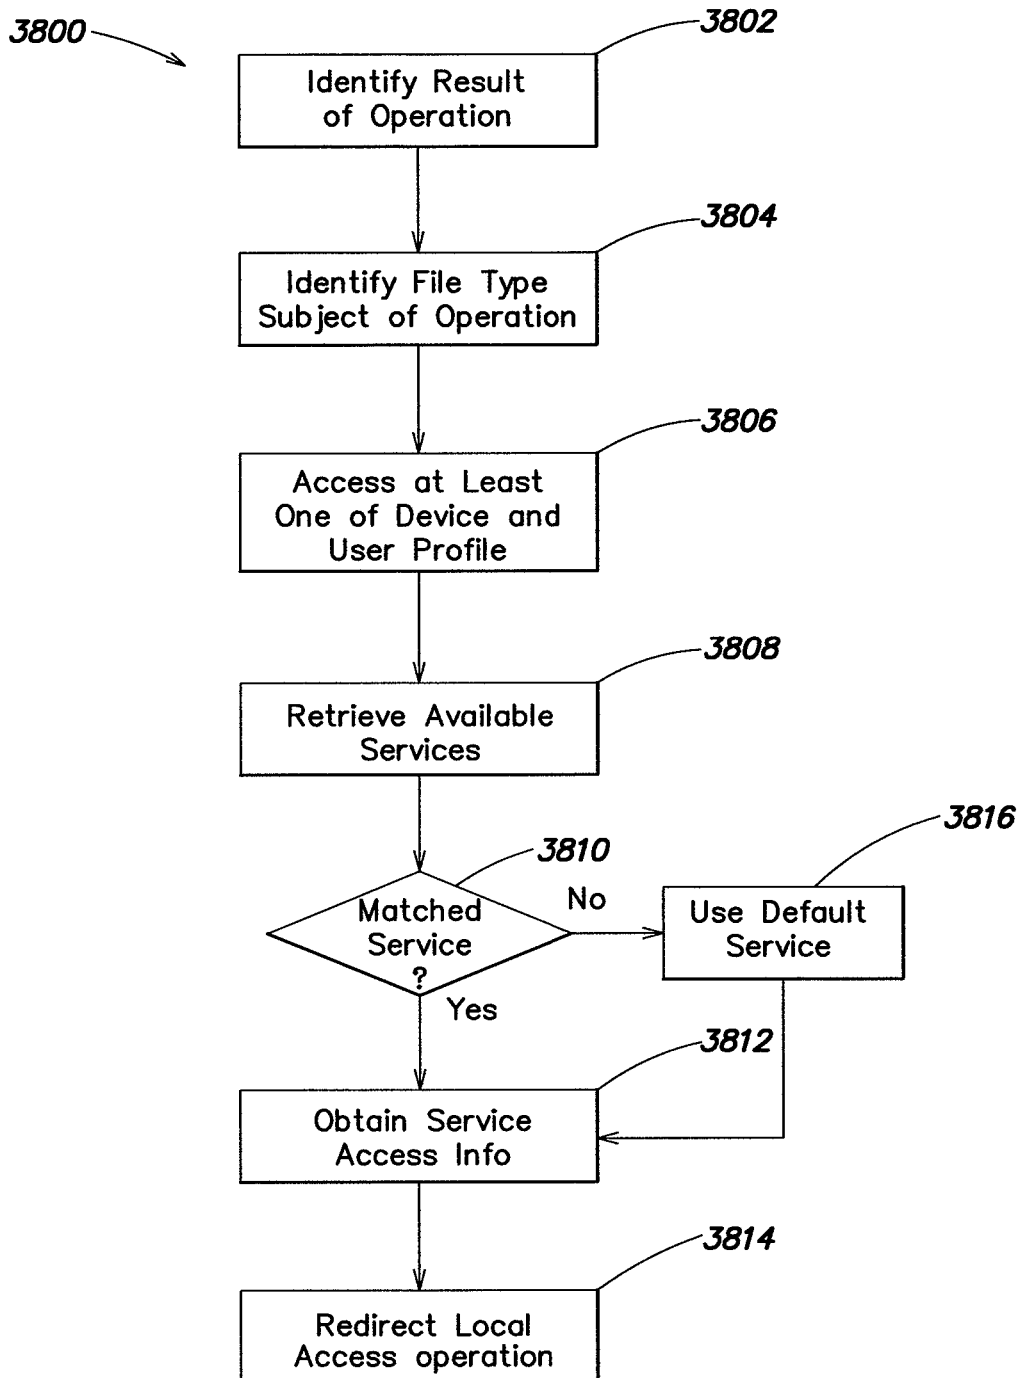 3800
3802
Identify Result
of Operation
3804
Identify File Type
Subject of Operation
3806
Access at Least
One of Device and
User Profile
3808
Retrieve Available
Services
3810
Matched
Service
?
No
3816
Use Default
Service
Yes
3812
Obtain Service
Access Info
3814
Redirect Local
Access operation